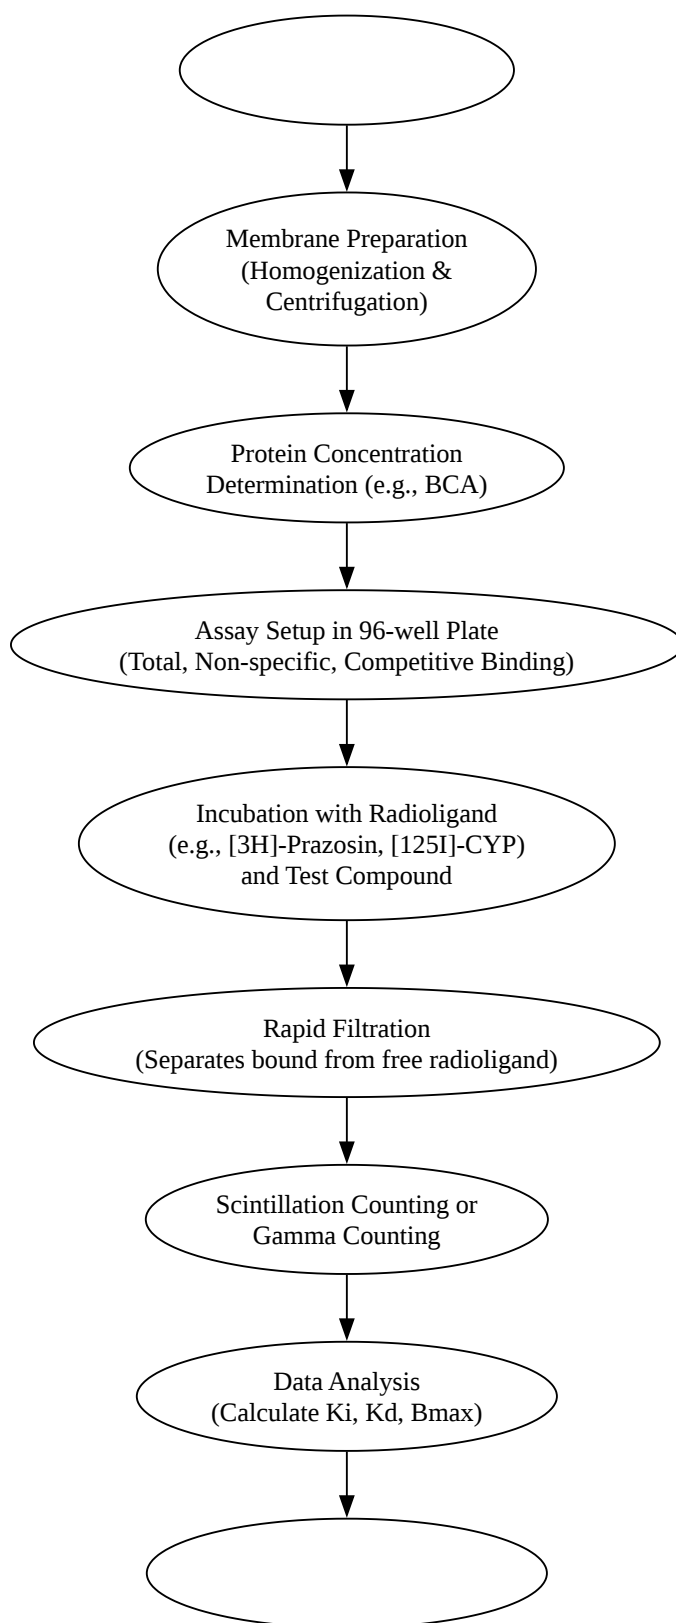 Membrane Preparation
(Homogenization &
Centrifugation)
Protein Concentration
Determination (e.g., BCA)
Assay Setup in 96-well Plate
(Total, Non-specific, Competitive Binding)
Incubation with Radioligand
(e.g., [3H]-Prazosin, [125I]-CYP)
and Test Compound
Rapid Filtration
(Separates bound from free radioligand)
Scintillation Counting or
Gamma Counting
Data Analysis
(Calculate Ki, Kd, Bmax)